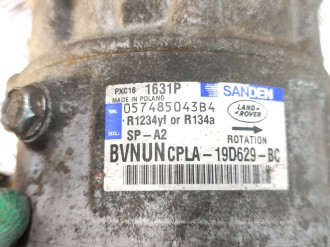 PXC16 1631P SANDEN
MADE IN POLAND
057485043B4
R1234yf or R134a
LAND ROVER
OIL: SP-A2
ROTATION
BVNUN CPLA-19D629-BC